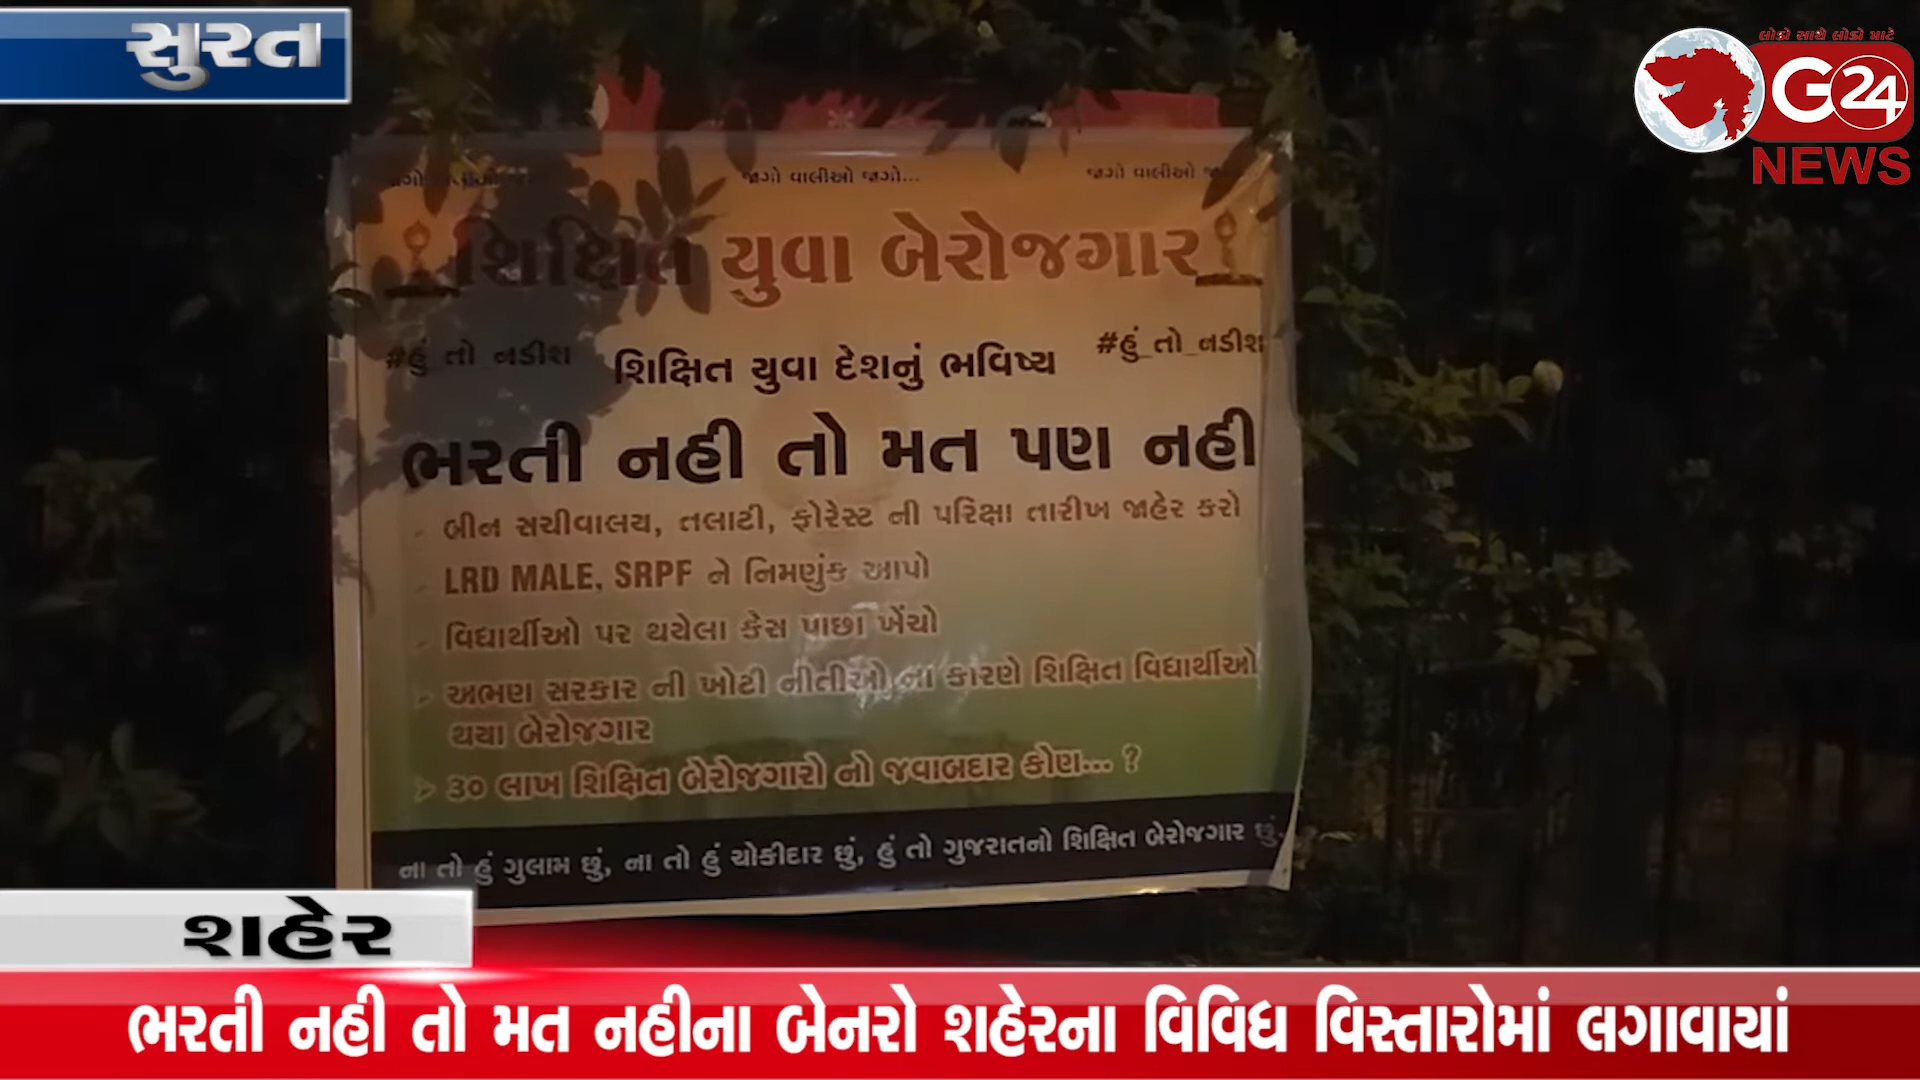 સુરત
લોકો સાથે લોકો માટે
G24
NEWS
જાગો વાલીઓ જાગો...
જાગો વાલીઓ
શિક્ષિત યુવા બેરોજગાર
#હું_તો_નડીશ
શિક્ષિત યુવા દેશનું ભવિષ્ય
#હું_તો_નડીશ
ભરતી નહી તો મત પણ નહી
બીન સચીવાલય, તલાટી, ફોરેસ્ટ ની પરિક્ષા તારીખ જાહેર કરો
LRD MALE, SRPF ને નિમણુંક આપો
વિદ્યાર્થીઓ પર થયેલા કેસ પાછા ખેંચો
અભણ સરકાર ની ખોટી નીતીઓ ના કારણે શિક્ષિત વિદ્યાર્થીઓ
થયા બેરોજગાર
૩૦ લાખ શિક્ષિત બેરોજગારો નો જવાબદાર કોણ... ?
ના તો હું ગુલામ છું, ના તો હું ચોકીદાર છું, હું તો ગુજરાતનો શિક્ષિત બેરોજગાર છું.
શહેર
ભરતી નહી તો મત નહીના બેનરો શહેરના વિવિધ વિસ્તારોમાં લગાવાયાં